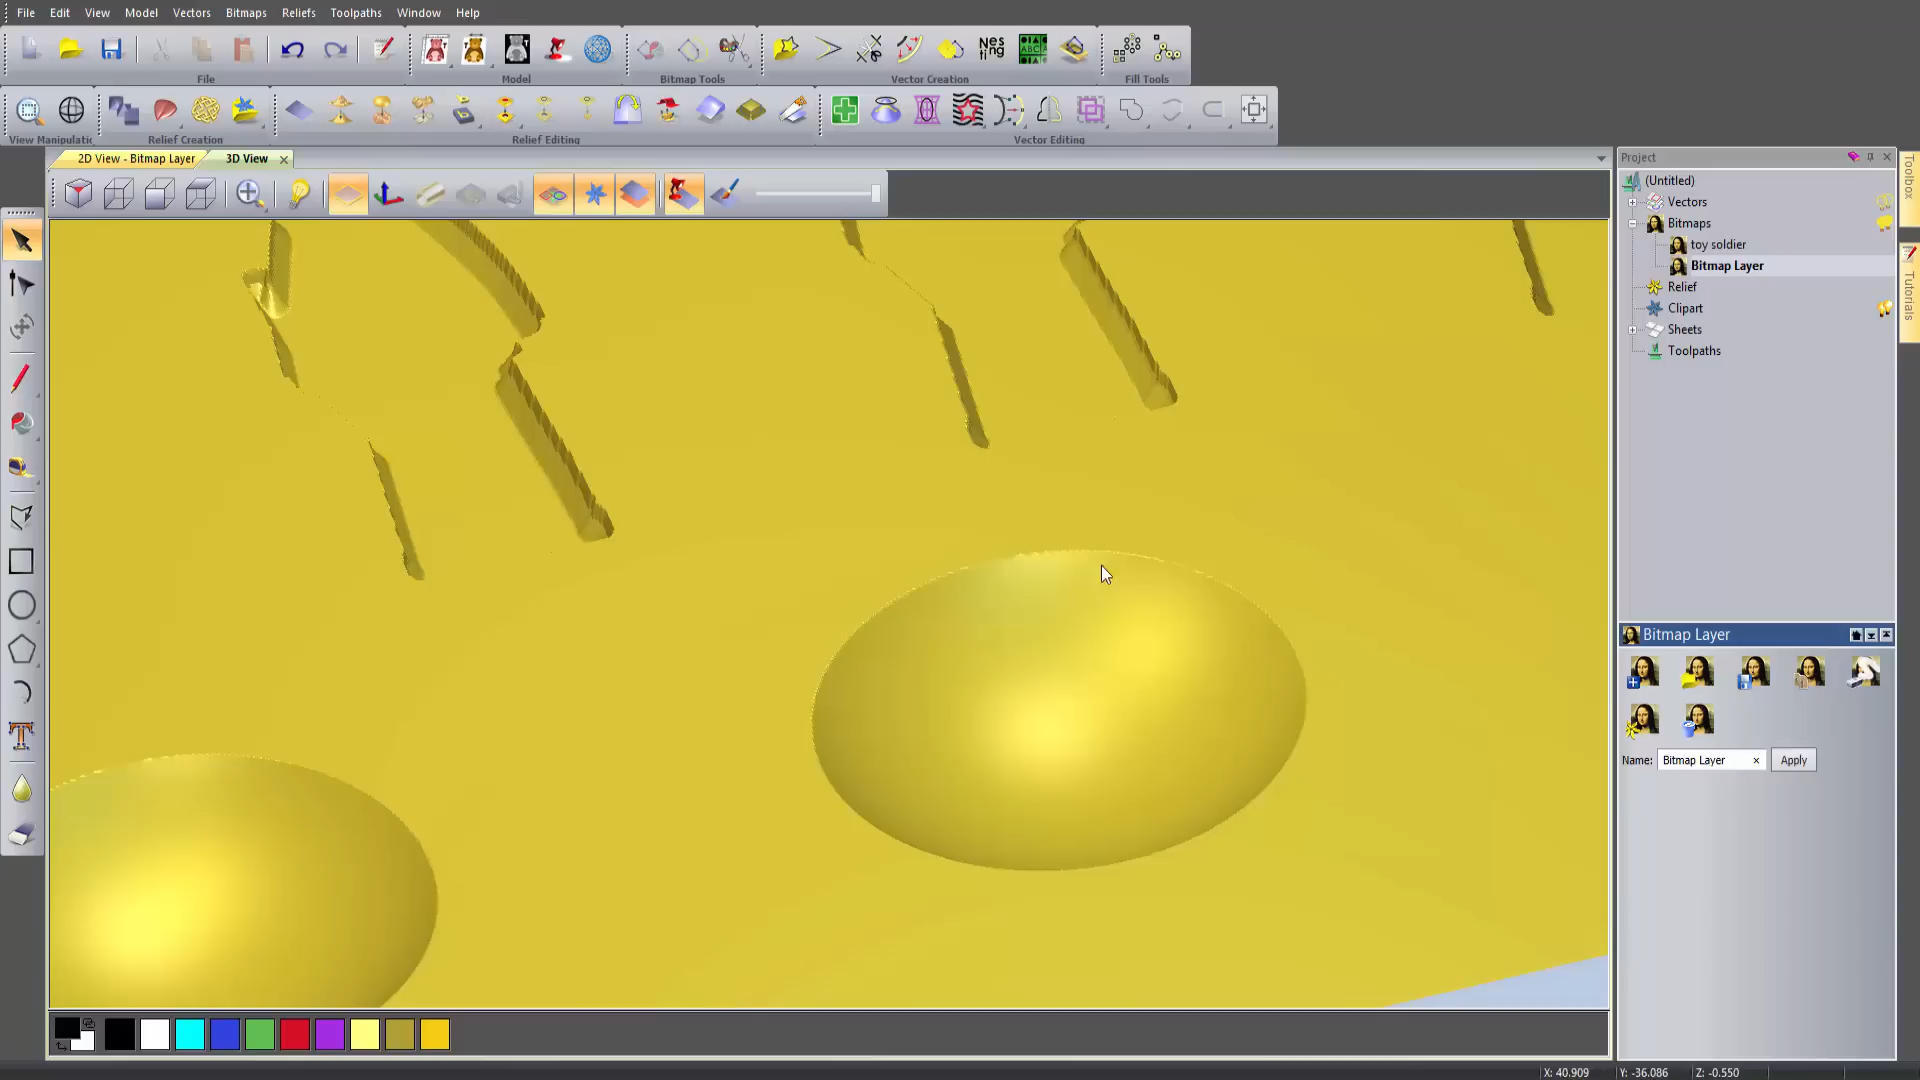 File Edit View Model Vectors Bitmaps Reliefs Toolpaths Window Help
Nes
ting
ABC
File Model Bitmap Tools Vector Creation Fill Tools
View Manipulatic Relief Creation Relief Editing Vector Editing
2D View - Bitmap Layer 3D View
Project
(Untitled)
Vectors
Bitmaps
toy soldier
Bitmap Layer
Relief
Clipart
Sheets
Toolpaths
Toolbox
Tutorials
T
Bitmap Layer
Name: Bitmap Layer × Apply
X: 40.909 Y: -36.086 Z: -0.550